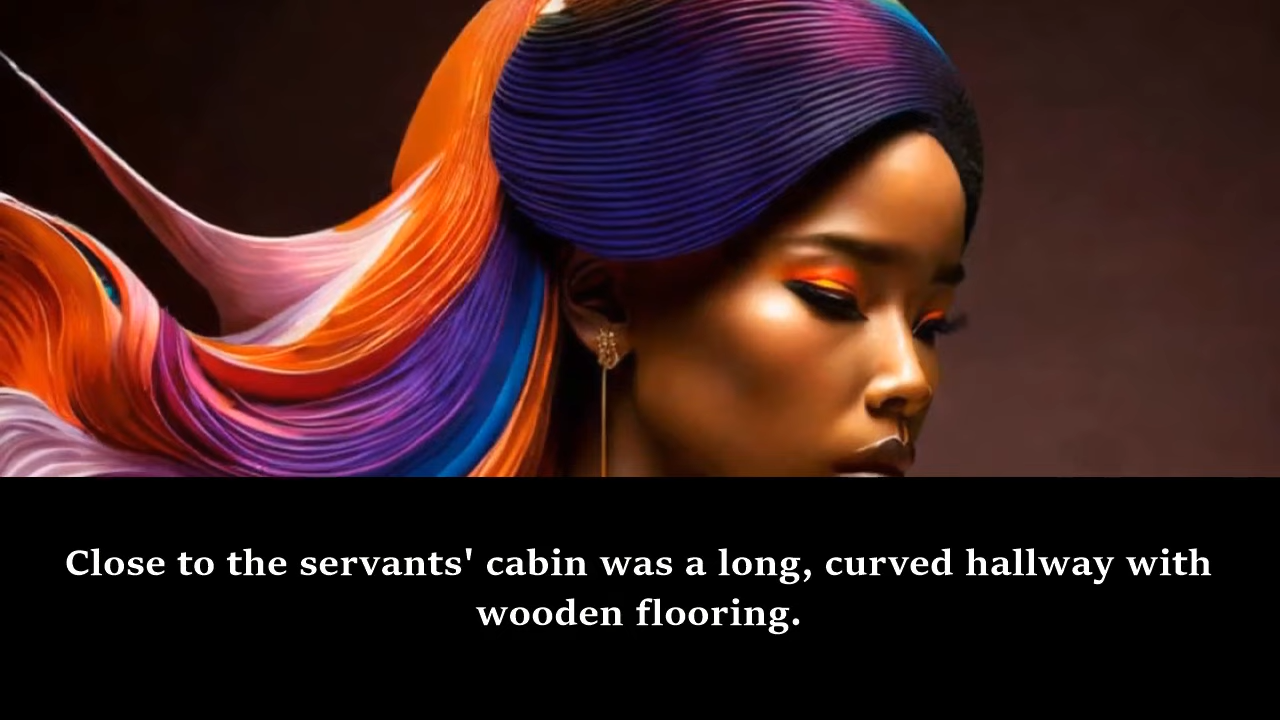 Close to the servants' cabin was a long, curved hallway with
wooden flooring.